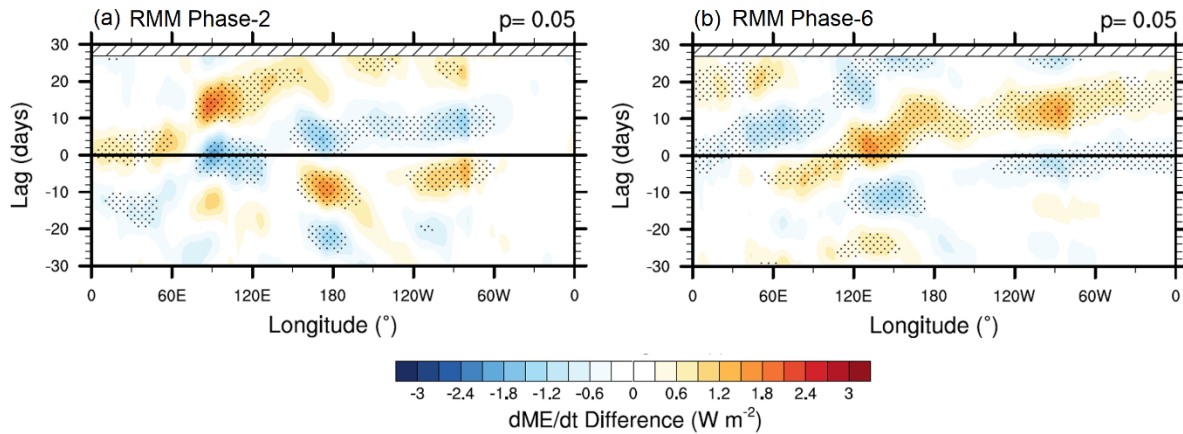 (a) RMM Phase-2 p= 0.05
30
20
10
0
-10
-20
-30
Lag (days)
0 60E 120E 180 120W 60W 0
Longitude (°)
(b) RMM Phase-6 p= 0.05
30
20
10
0
-10
-20
-30
Lag (days)
0 60E 120E 180 120W 60W 0
Longitude (°)
-3 -2.4 -1.8 -1.2 -0.6 0 0.6 1.2 1.8 2.4 3
dME/dt Difference (W m⁻²)